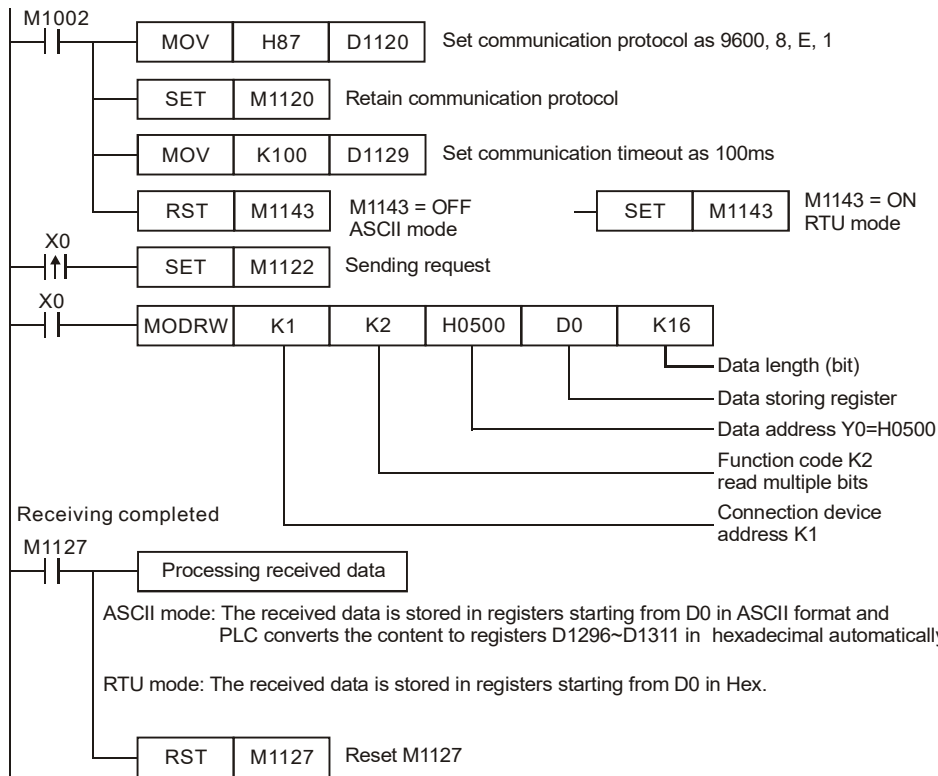 M1002
MOV H87 D1120 Set communication protocol as 9600, 8, E, 1
SET M1120 Retain communication protocol
MOV K100 D1129 Set communication timeout as 100ms
RST M1143 M1143 = OFF
ASCII mode
SET M1143 M1143 = ON
RTU mode
X0
SET M1122 Sending request
X0
MODRW K1 K2 H0500 D0 K16
Data length (bit)
Data storing register
Data address Y0=H0500
Function code K2
read multiple bits
Connection device
address K1
Receiving completed
M1127
Processing received data
ASCII mode: The received data is stored in registers starting from D0 in ASCII format and
PLC converts the content to registers D1296~D1311 in hexadecimal automatically
RTU mode: The received data is stored in registers starting from D0 in Hex.
RST M1127 Reset M1127